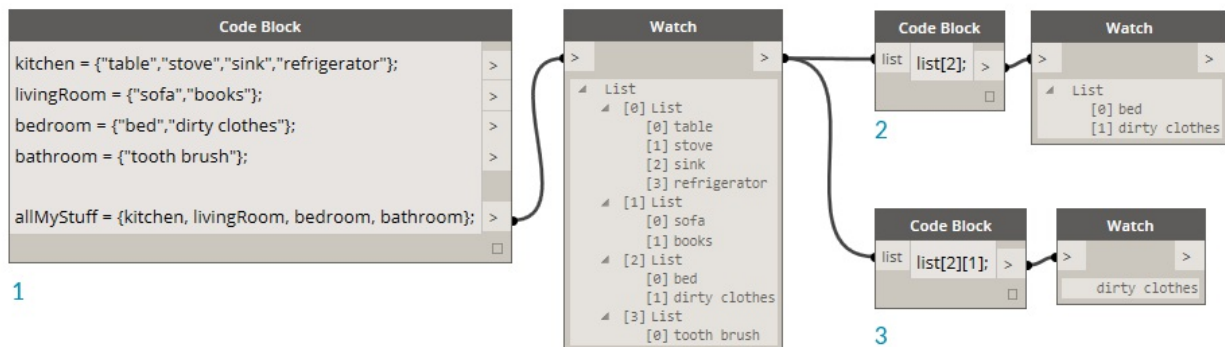 Code Block
kitchen = {"table","stove","sink","refrigerator"};
>
livingRoom = {"sofa","books"};
>
bedroom = {"bed","dirty clothes"};
>
bathroom = {"tooth brush"};
>
allMyStuff = {kitchen, livingRoom, bedroom, bathroom};
>
1
Watch
> >
List
[0] List
[0] table
[1] stove
[2] sink
[3] refrigerator
[1] List
[0] sofa
[1] books
[2] List
[0] bed
[1] dirty clothes
[3] List
[0] tooth brush
Code Block
list list[2]; >
2
Watch
> >
List
[0] bed
[1] dirty clothes
Code Block
list list[2][1]; >
3
Watch
> >
dirty clothes